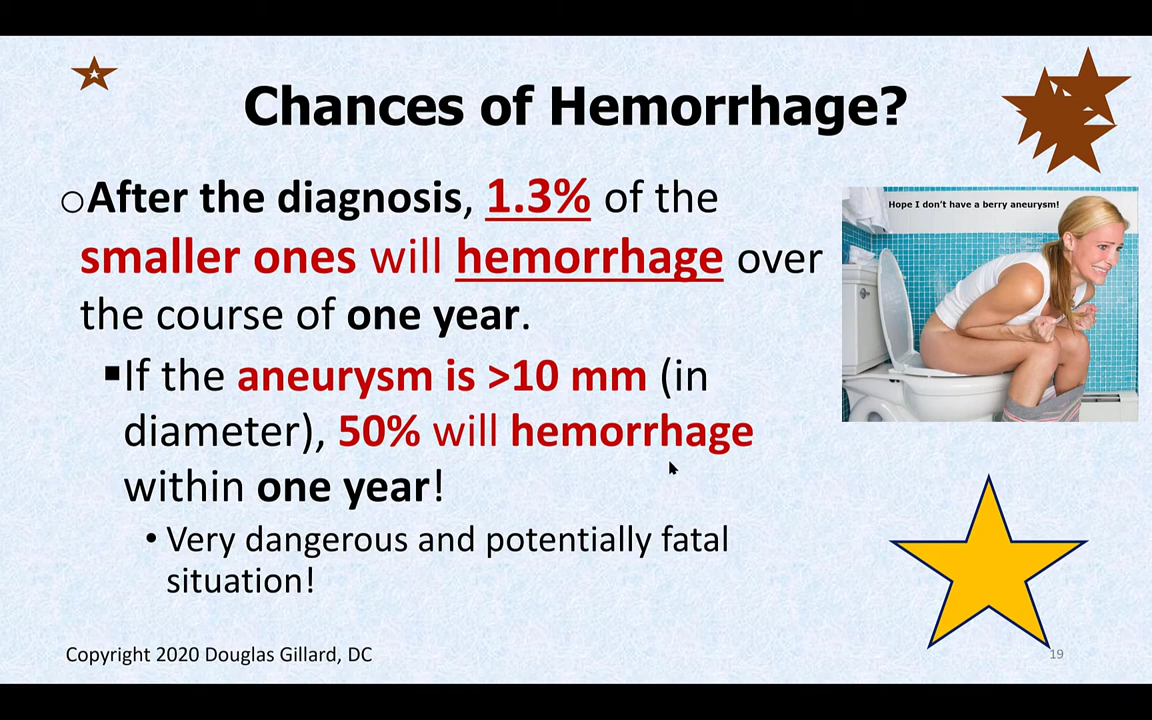 Chances of Hemorrhage?
○After the diagnosis, 1.3% of the
smaller ones will hemorrhage over
the course of one year.
▪If the aneurysm is >10 mm (in
diameter), 50% will hemorrhage
within one year!
• Very dangerous and potentially fatal
situation!
Hope I don't have a berry aneurysm!
Copyright 2020 Douglas Gillard, DC
19